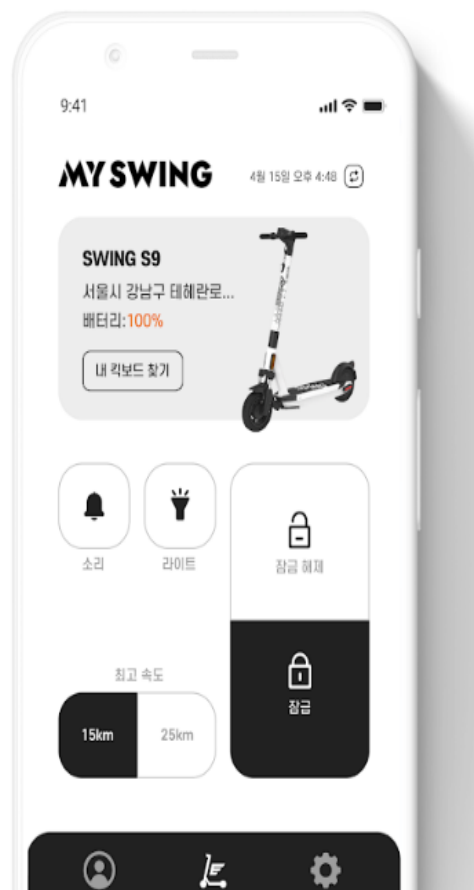 9:41
MY SWING
4월 15일 오후 4:48
SWING S9
서울시 강남구 테헤란로...
배터리:100%
내 킥보드 찾기
소리
라이트
잠금 해제
최고 속도
잠금
15km
25km